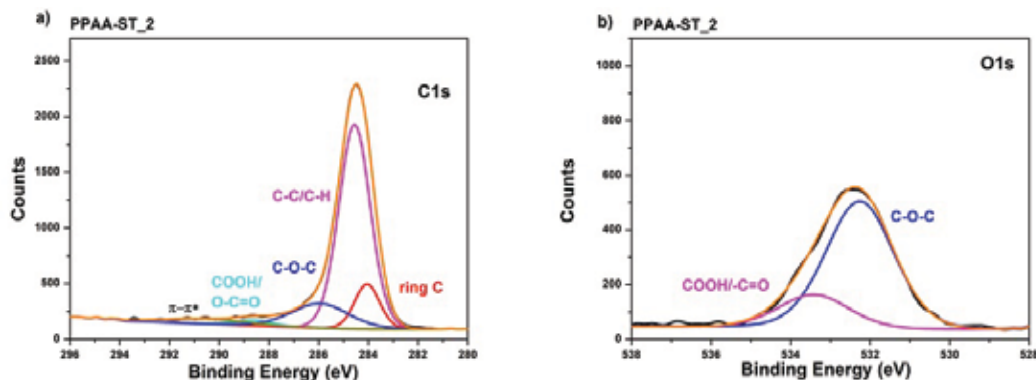 a)
PPAA-ST_2
C1s
2500
2000
1500
1000
500
0
Counts
C-C/C-H
C-O-C
COOH/
O-C=O
π-π*
ring C
296 294 292 290 288 286 284 282 280
Binding Energy (eV)
b)
PPAA-ST_2
O1s
1000
800
600
400
200
0
Counts
C-O-C
COOH/-C=O
538 536 534 532 530 528
Binding Energy (eV)